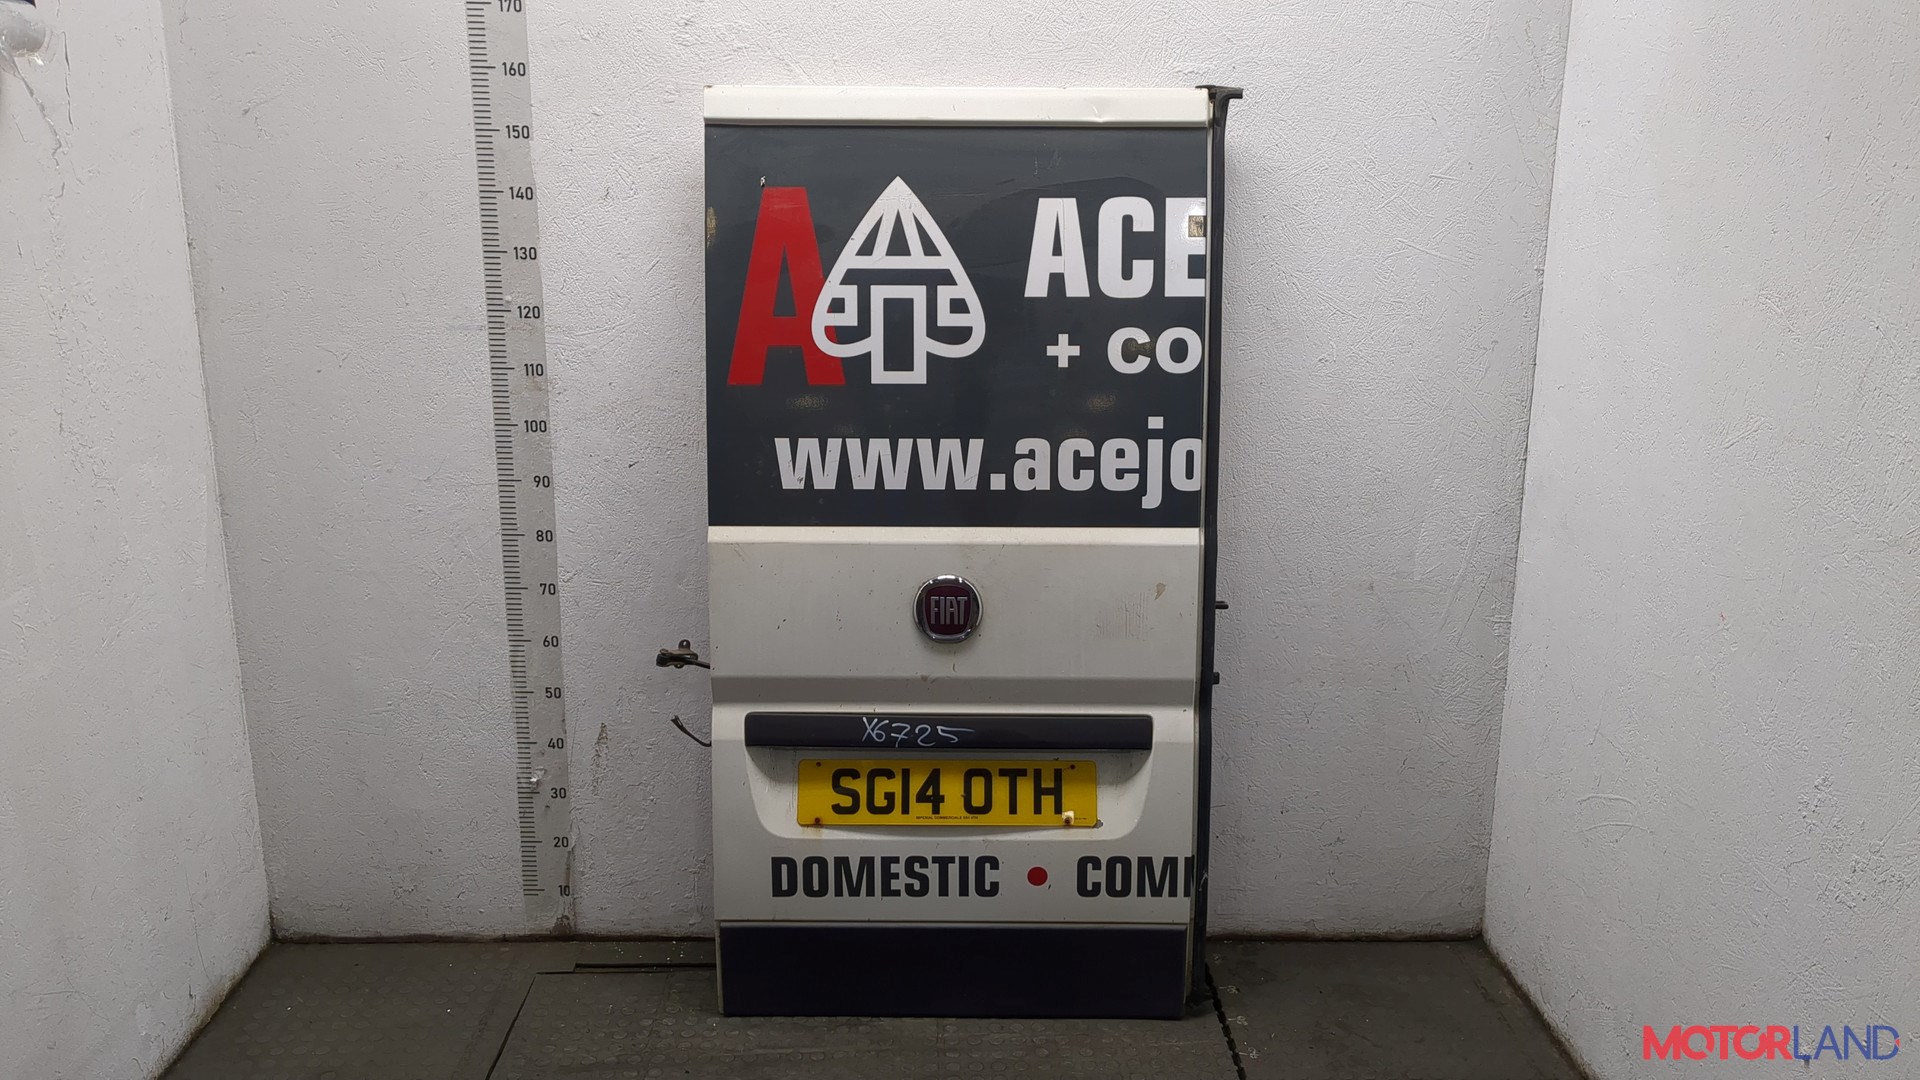 170
160
150
140
130
120
110
100
90
80
70
60
50
40
30
20
10
A
ACE
+ CO
www.acejo
FIAT
X6725
SG14 OTH
DOMESTIC • COM
MOTORLAND